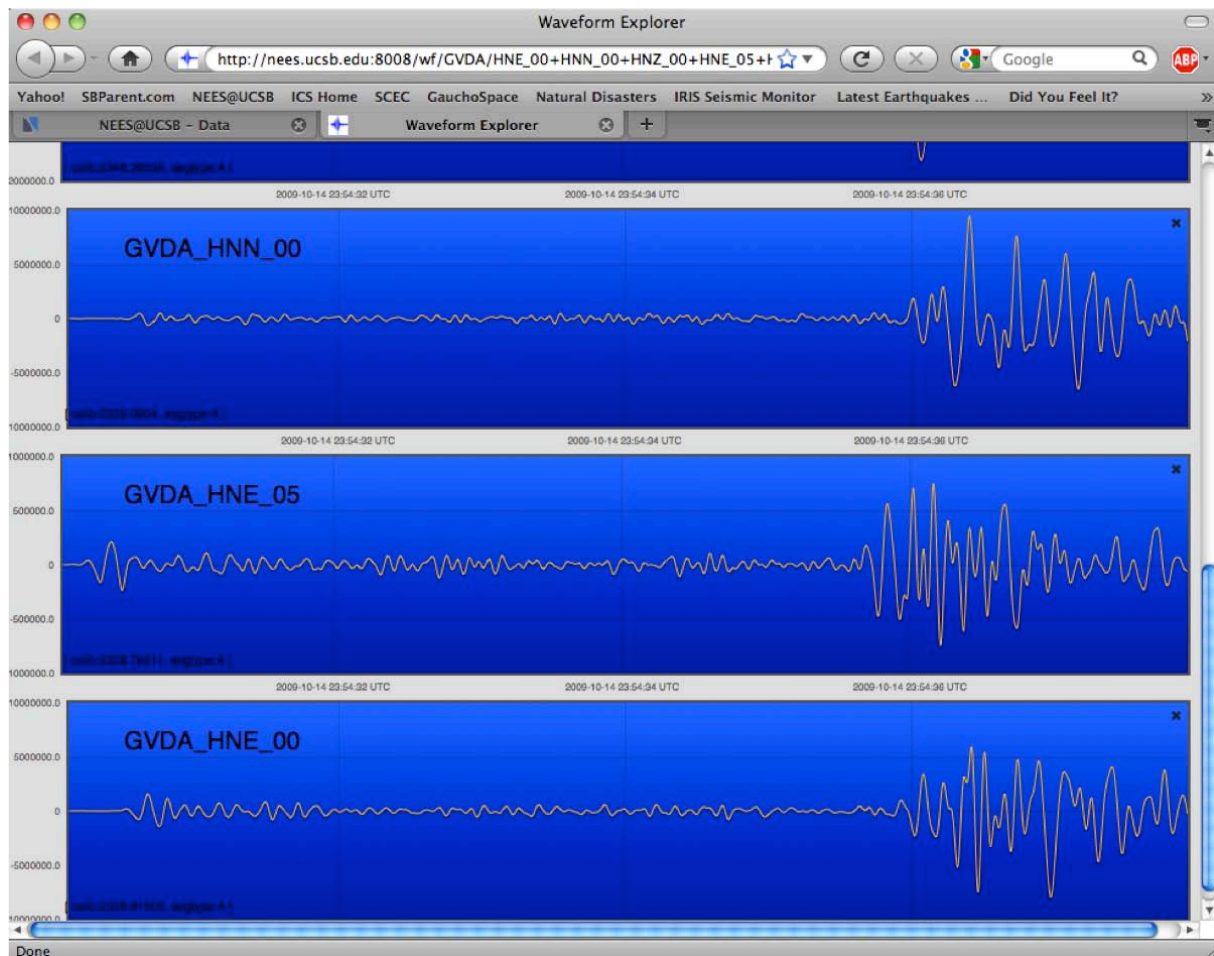 Waveform Explorer
http://nees.ucsb.edu:8008/wf/GVDA/HNE_00+HNN_00+HNZ_00+HNE_05+H
Google
ABP
Yahoo! SBParent.com NEES@UCSB ICS Home SCEC GauchoSpace Natural Disasters IRIS Seismic Monitor Latest Earthquakes ... Did You Feel It? »
NEES@UCSB - Data
Waveform Explorer
2000000.0
2009-10-14 23:54:32 UTC 2009-10-14 23:54:34 UTC 2009-10-14 23:54:36 UTC
10000000.0
GVDA_HNN_00
5000000.0
0
-5000000.0
10000000.0
2009-10-14 23:54:32 UTC 2009-10-14 23:54:34 UTC 2009-10-14 23:54:36 UTC
1000000.0
GVDA_HNE_05
500000.0
0
-500000.0
1000000.0
2009-10-14 23:54:32 UTC 2009-10-14 23:54:34 UTC 2009-10-14 23:54:36 UTC
10000000.0
GVDA_HNE_00
5000000.0
0
-5000000.0
10000000.0
Done